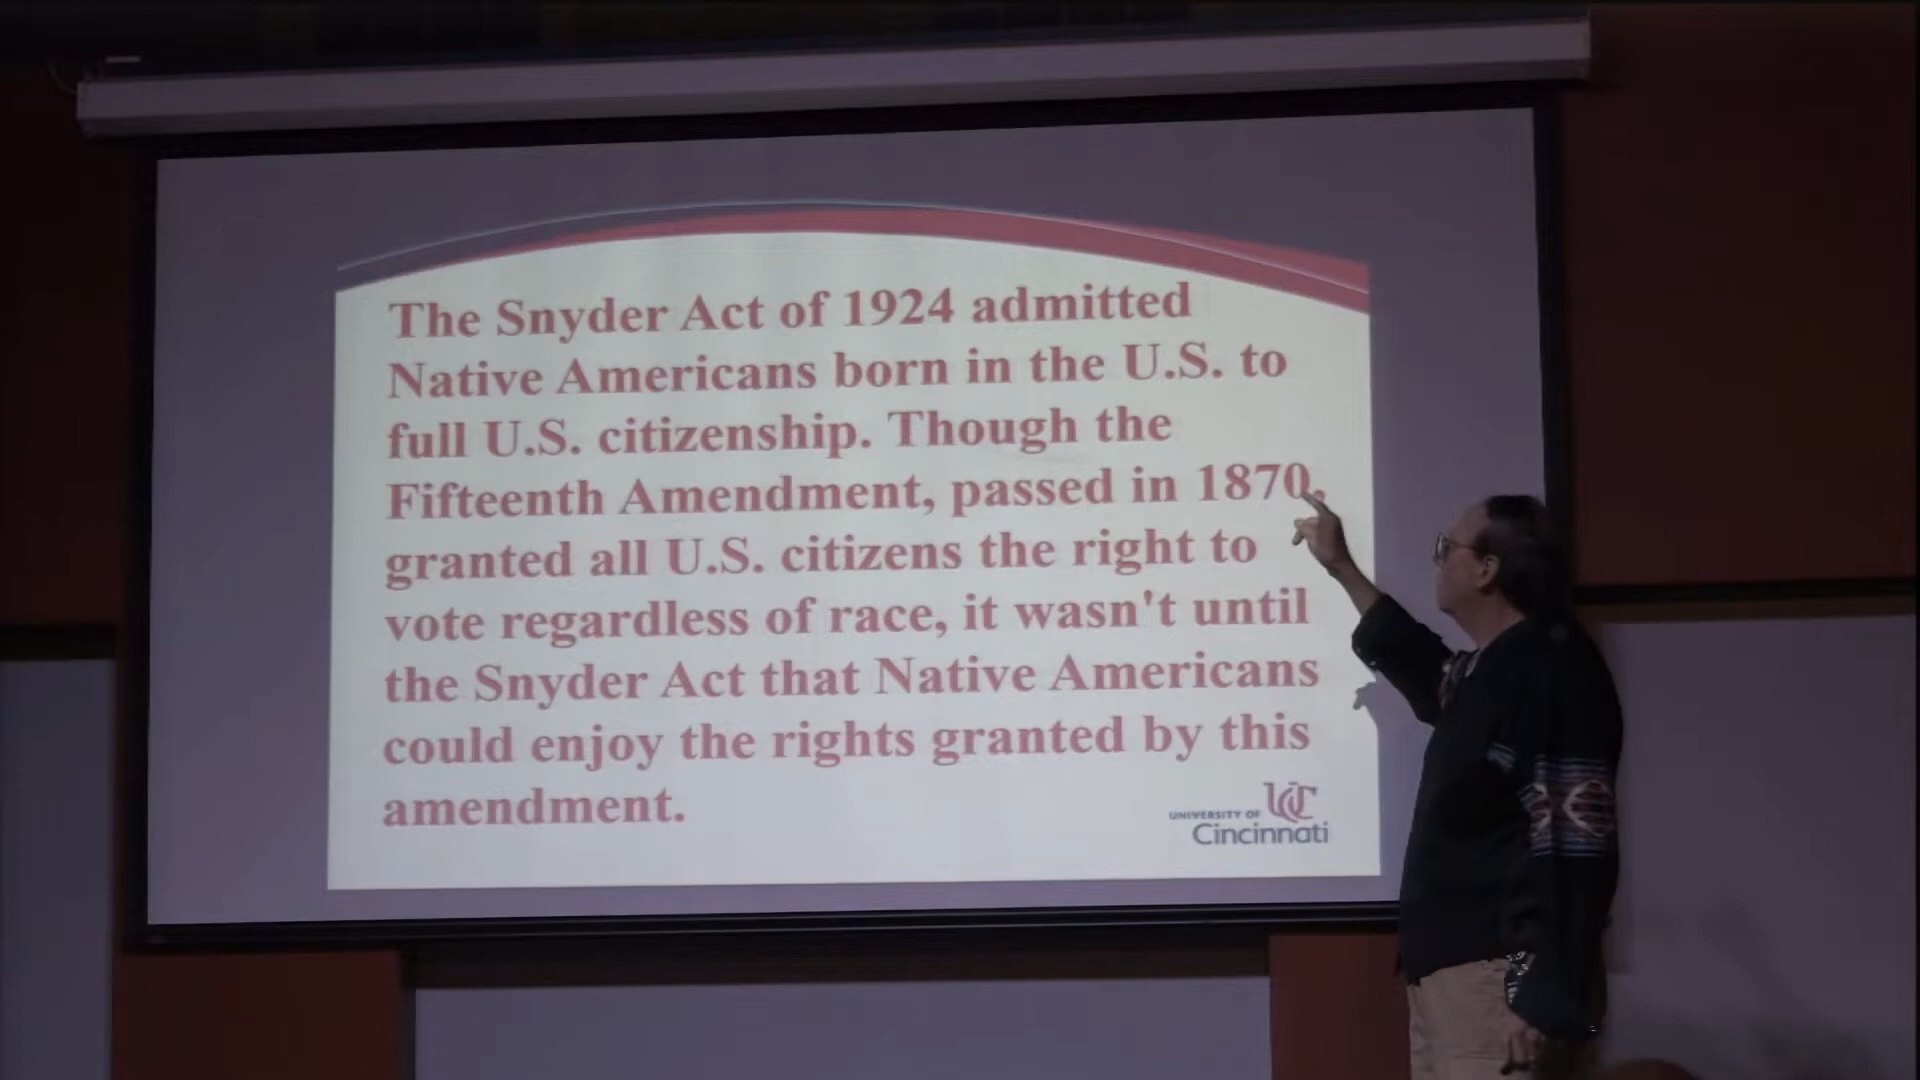 The Snyder Act of 1924 admitted
Native Americans born in the U.S. to
full U.S. citizenship. Though the
Fifteenth Amendment, passed in 1870,
granted all U.S. citizens the right to
vote regardless of race, it wasn't until
the Snyder Act that Native Americans
could enjoy the rights granted by this
amendment.
UC
UNIVERSITY OF
Cincinnati